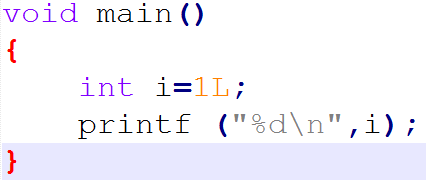 void main()
{
    int i=1L;
    printf ("%d\n",i);
}